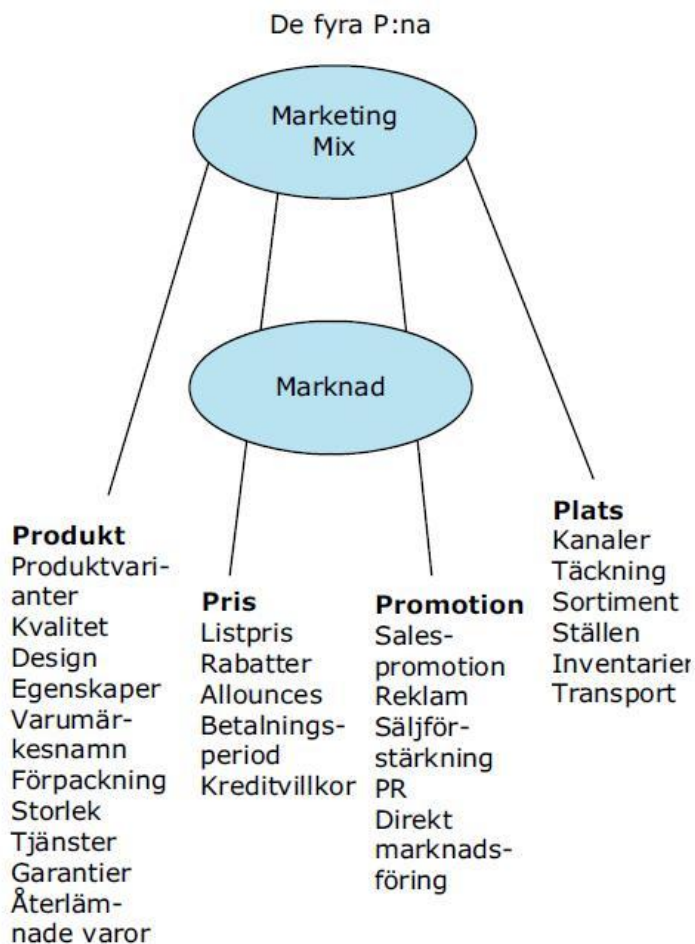 De fyra P:na
Marketing
Mix
Marknad
Produkt
Produktvari-
anter
Kvalitet
Design
Egenskaper
Varumär-
kesnamn
Förpackning
Storlek
Tjänster
Garantier
Återläm-
nade varor
Pris
Listpris
Rabatter
Allounces
Betalnings-
period
Kreditvillkor
Promotion
Sales-
promotion
Reklam
Säljför-
stärkning
PR
Direkt
marknads-
föring
Plats
Kanaler
Täckning
Sortiment
Ställen
Inventarier
Transport